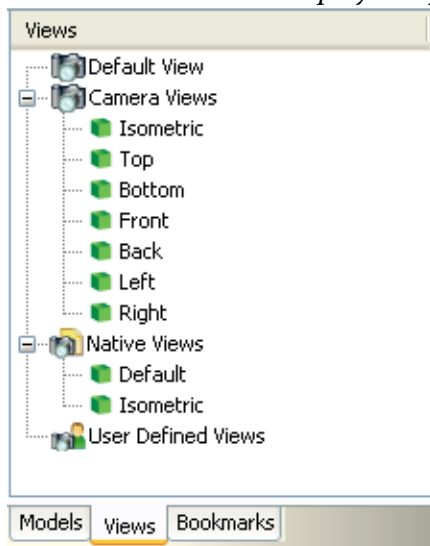 Views
Default View
Camera Views
Isometric
Top
Bottom
Front
Back
Left
Right
Native Views
Default
Isometric
User Defined Views
Models Views Bookmarks